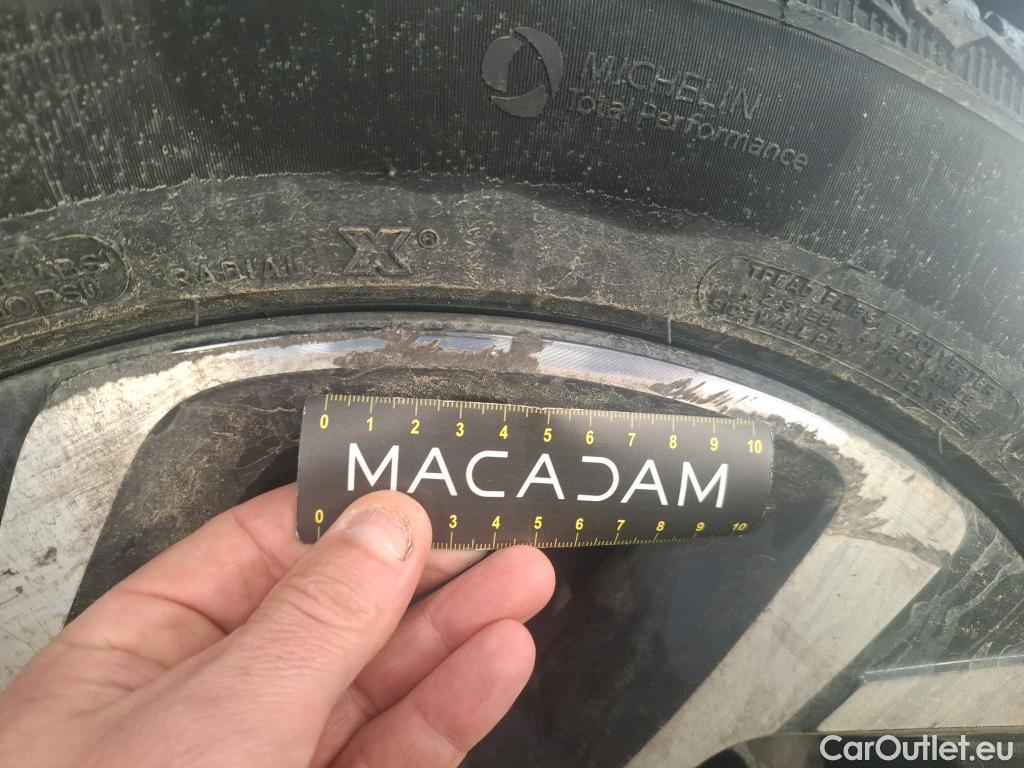 MICHELIN
Total Performance
RADIAL X®
TREAD PLIES: 1 POLYESTER
0 1 2 3 4 5 6 7 8 9 10
MACADAM
0 3 4 5 6 7 8 9 10
CarOutlet.eu